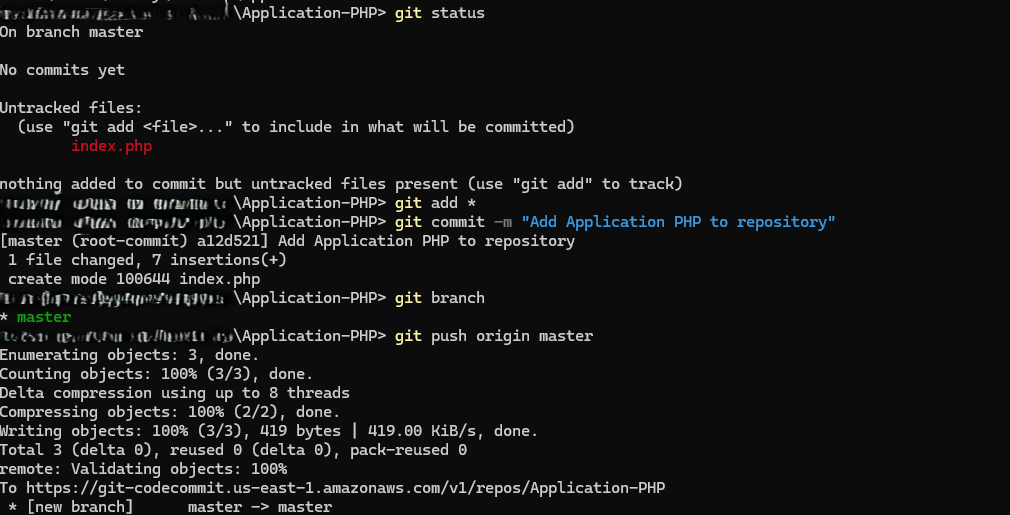 \Application-PHP> git status
On branch master
No commits yet
Untracked files:
(use "git add <file>..." to include in what will be committed)
index.php
nothing added to commit but untracked files present (use "git add" to track)
\Application-PHP> git add *
\Application-PHP> git commit -m "Add Application PHP to repository"
[master (root-commit) a12d521] Add Application PHP to repository
1 file changed, 7 insertions(+)
create mode 100644 index.php
\Application-PHP> git branch
* master
\Application-PHP> git push origin master
Enumerating objects: 3, done.
Counting objects: 100% (3/3), done.
Delta compression using up to 8 threads
Compressing objects: 100% (2/2), done.
Writing objects: 100% (3/3), 419 bytes | 419.00 KiB/s, done.
Total 3 (delta 0), reused 0 (delta 0), pack-reused 0
remote: Validating objects: 100%
To https://git-codecommit.us-east-1.amazonaws.com/v1/repos/Application-PHP
* [new branch] master -> master